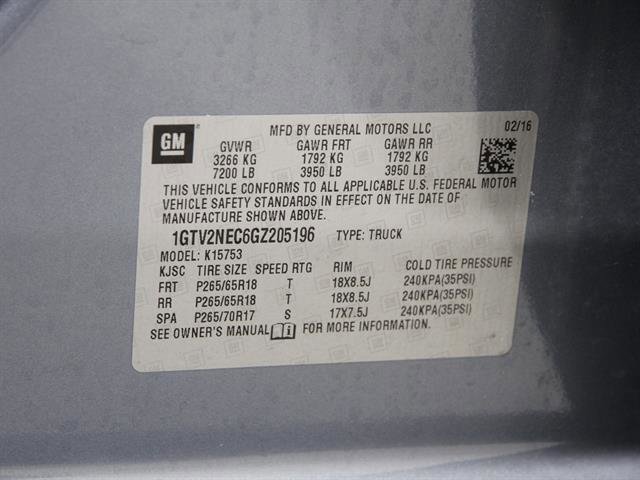 GM
MFD BY GENERAL MOTORS LLC 02/16
GVWR GAWR FRT GAWR RR
3266 KG 1792 KG 1792 KG
7200 LB 3950 LB 3950 LB
THIS VEHICLE CONFORMS TO ALL APPLICABLE U.S. FEDERAL MOTOR
VEHICLE SAFETY STANDARDS IN EFFECT ON THE DATE OF
MANUFACTURE SHOWN ABOVE.
1GTV2NEC6GZ205196 TYPE: TRUCK
MODEL: K15753
KJSC TIRE SIZE SPEED RTG RIM COLD TIRE PRESSURE
FRT P265/65R18 T 18X8.5J 240KPA(35PSI)
RR P265/65R18 T 18X8.5J 240KPA(35PSI)
SPA P265/70R17 S 17X7.5J 240KPA(35PSI)
SEE OWNER'S MANUAL FOR MORE INFORMATION.